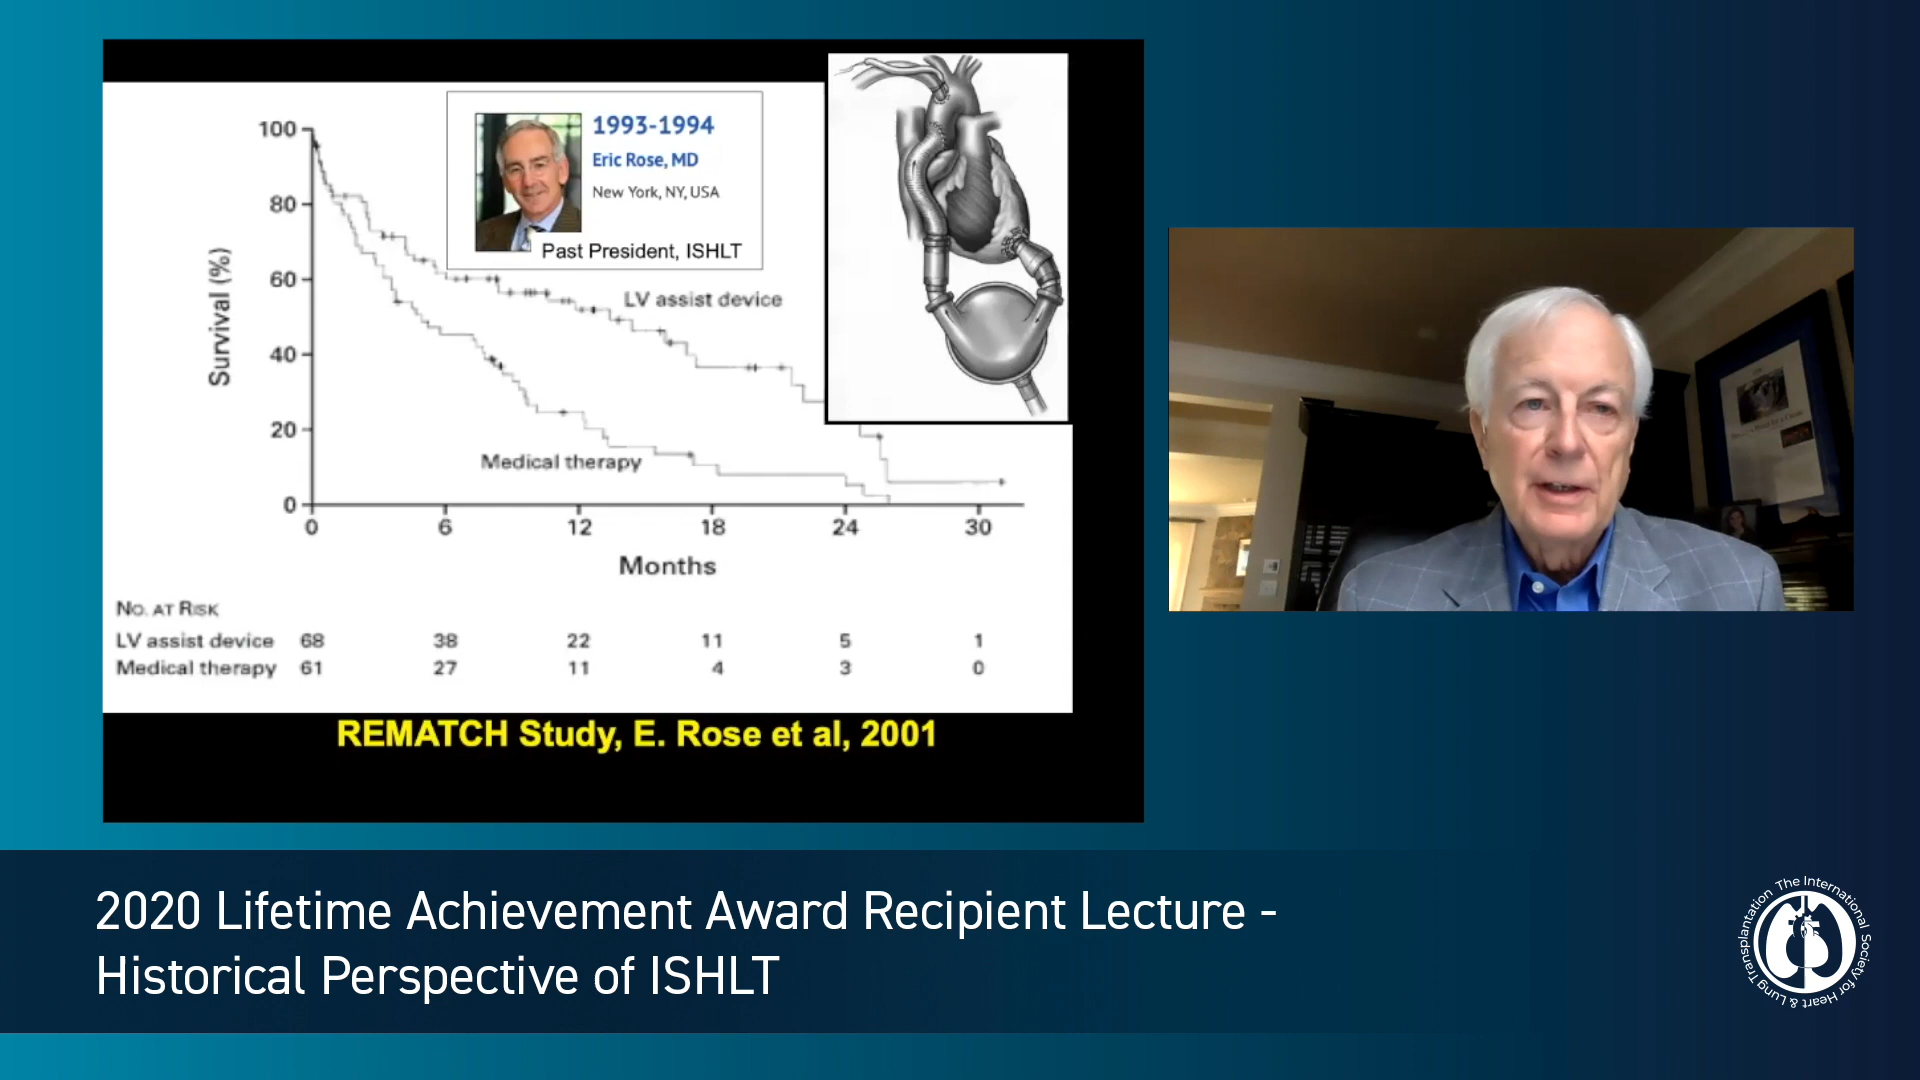 1993-1994
Eric Rose, MD
New York, NY, USA
Past President, ISHLT
100
80
60
40
20
0
Survival (%)
LV assist device
Medical therapy
0 6 12 18 24 30
Months
NO. AT RISK
LV assist device 68 38 22 11 5 1
Medical therapy 61 27 11 4 3 0
REMATCH Study, E. Rose et al, 2001
2020 Lifetime Achievement Award Recipient Lecture -
Historical Perspective of ISHLT
The International Society for Heart & Lung Transplantation